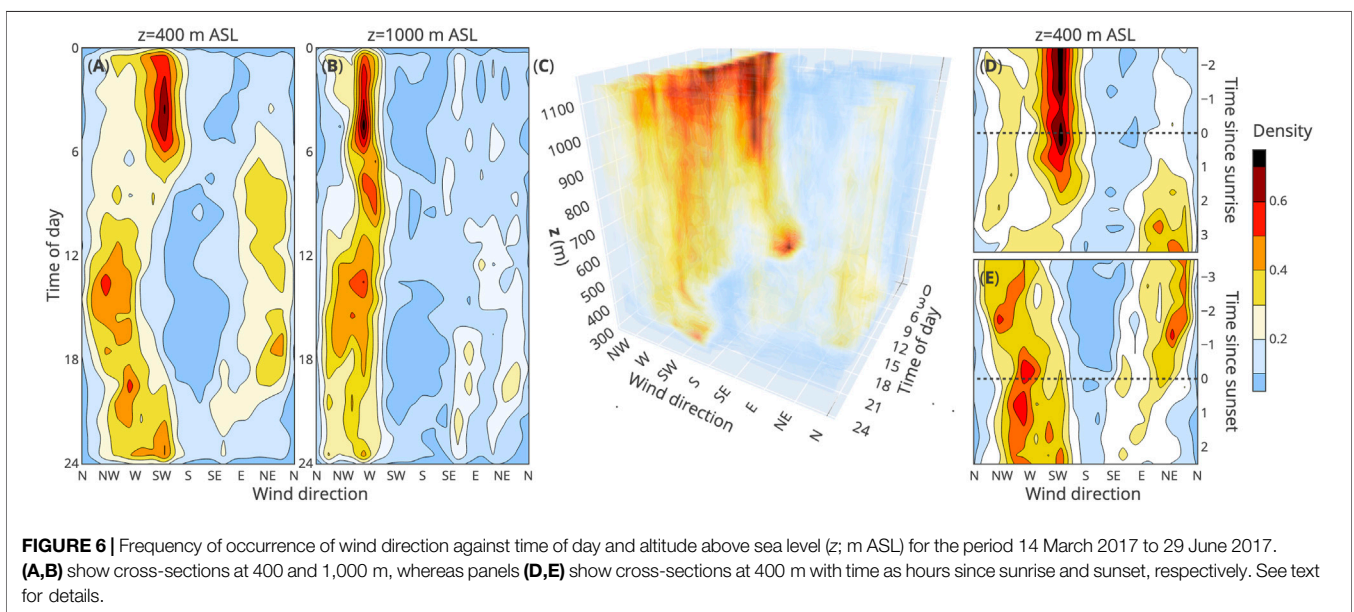 z=400 m ASL
z=1000 m ASL
z=400 m ASL
(A)
(B)
(C)
(D)
(E)
0
6
12
18
24
Time of day
N NW W SW S SE E NE N
Wind direction
0
6
12
18
24
N NW W SW S SE E NE N
Wind direction
1100
1000
900
800
700
600
500
400
300
z (m)
NW
W
SW
S
SE
E
NE
N
Wind direction
0
3
6
9
12
15
18
21
24
Time of day
−2
−1
0
1
2
3
Time since sunrise
−3
−2
−1
0
1
2
Time since sunset
N NW W SW S SE E NE N
Wind direction
Density
0.6
0.4
0.2
FIGURE 6 | Frequency of occurrence of wind direction against time of day and altitude above sea level (z; m ASL) for the period 14 March 2017 to 29 June 2017.
(A,B) show cross-sections at 400 and 1,000 m, whereas panels (D,E) show cross-sections at 400 m with time as hours since sunrise and sunset, respectively. See text
for details.